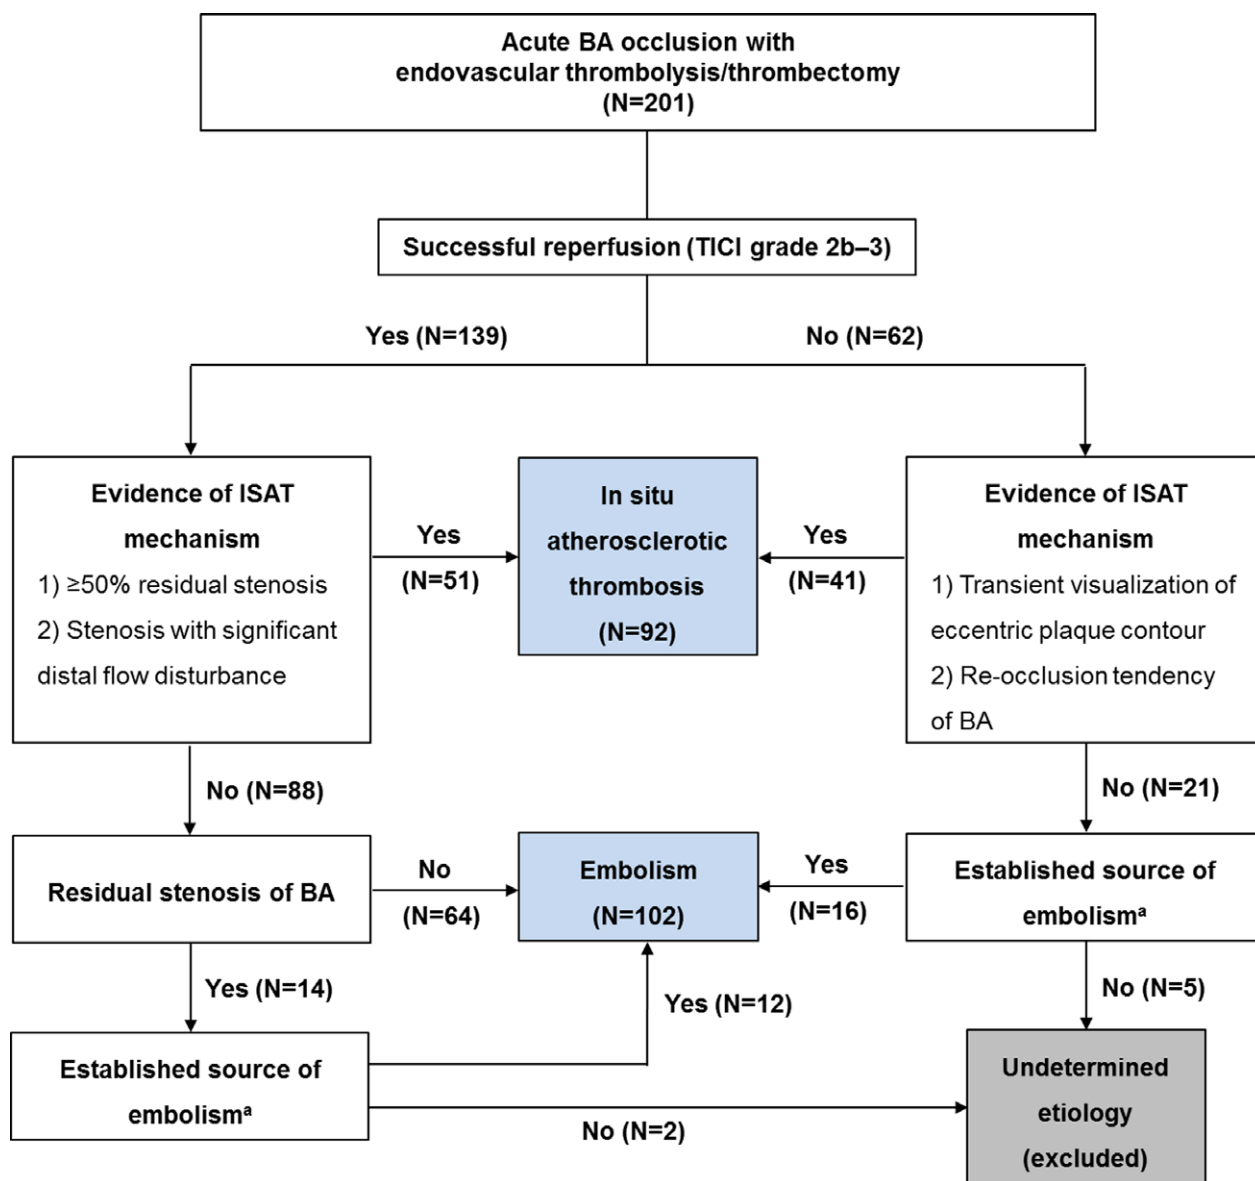 Acute BA occlusion with
endovascular thrombolysis/thrombectomy
(N=201)
Successful reperfusion (TICI grade 2b–3)
Yes (N=139)
No (N=62)
Evidence of ISAT
mechanism
1) ≥50% residual stenosis
2) Stenosis with significant
distal flow disturbance
Yes
(N=51)
In situ
atherosclerotic
thrombosis
(N=92)
Yes
(N=41)
Evidence of ISAT
mechanism
1) Transient visualization of
eccentric plaque contour
2) Re-occlusion tendency
of BA
No (N=88)
No (N=21)
Residual stenosis of BA
No
(N=64)
Embolism
(N=102)
Yes
(N=16)
Established source of
embolismª
Yes (N=14)
Yes (N=12)
No (N=5)
Established source of
embolismª
No (N=2)
Undetermined
etiology
(excluded)